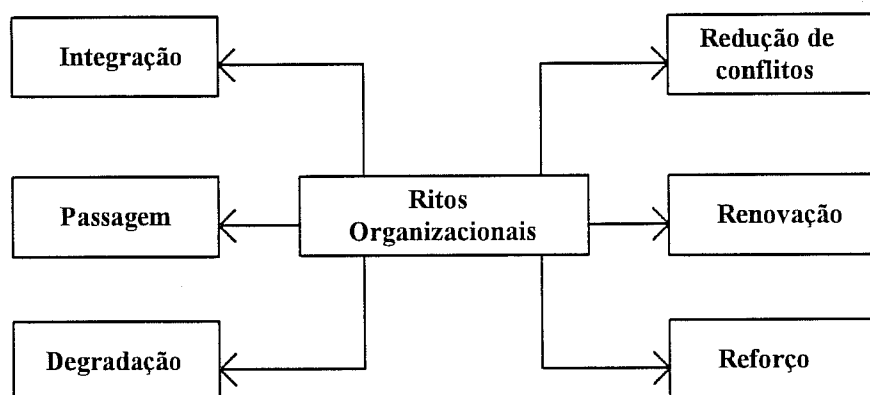 Integração
Redução de
conflitos
Passagem
Ritos
Organizacionais
Renovação
Degradação
Reforço